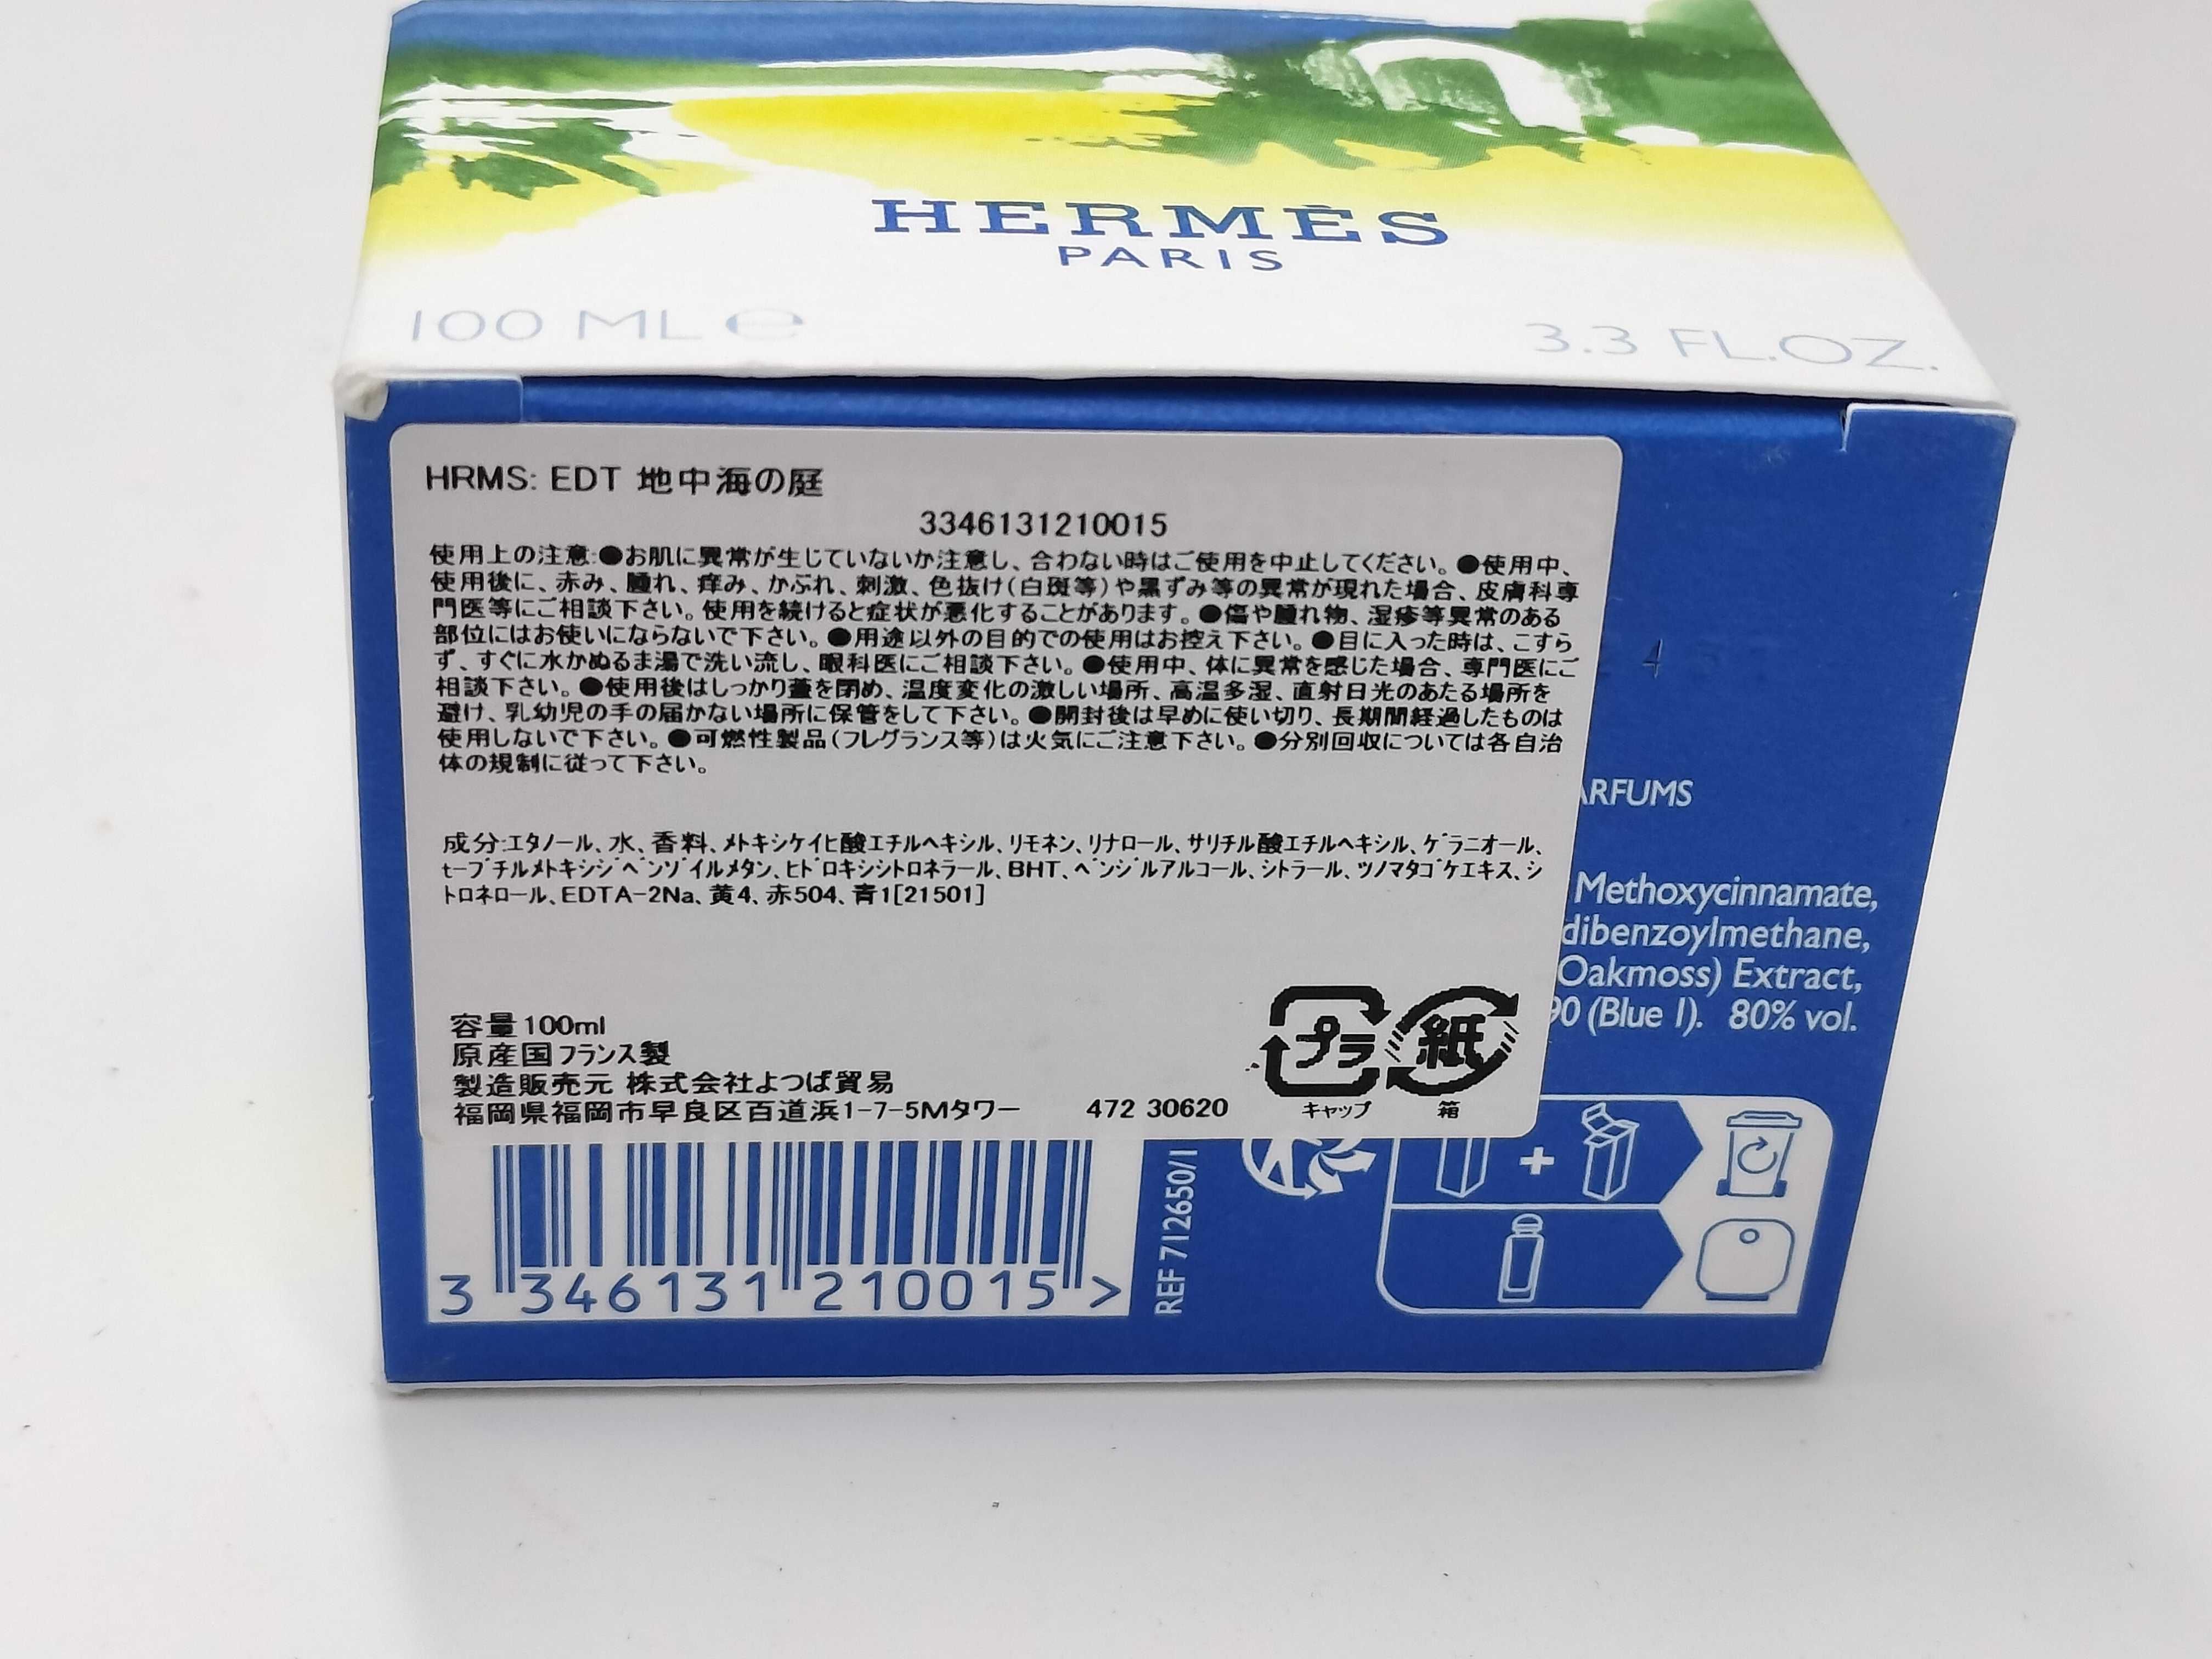 HERMÈS
PARIS
100 ML e
3.3 FL.OZ.
HRMS: EDT 地中海の庭
3346131210015
使用上の注意:●お肌に異常が生じていないか注意し、合わない時はご使用を中止してください。●使用中、
使用後に、赤み、腫れ、痒み、かぶれ、刺激、色抜け(白斑等)や黒ずみ等の異常が現れた場合、皮膚科専
門医等にご相談下さい。使用を続けると症状が悪化することがあります。●傷や腫れ物、湿疹等異常のある
部位にはお使いにならないで下さい。●用途以外の目的での使用はお控え下さい。●目に入った時は、こすら
ず、すぐに水かぬるま湯で洗い流し、眼科医にご相談下さい。●使用中、体に異常を感じた場合、専門医にご
相談下さい。●使用後はしっかり蓋を閉め、温度変化の激しい場所、高温多湿、直射日光のあたる場所を
避け、乳幼児の手の届かない場所に保管をして下さい。●開封後は早めに使い切り、長期間経過したものは
使用しないで下さい。●可燃性製品(フレグランス等)は火気にご注意下さい。●分別回収については各自治
体の規制に従って下さい。
成分:エタノール、水、香料、メトキシケイヒ酸エチルヘキシル、リモネン、リナロール、サリチル酸エチルヘキシル、ゲラニオール、
t-ブチルメトキシジベンゾイルメタン、ヒドロキシシトロネラール、BHT、ベンジルアルコール、シトラール、ツノマタゴケエキス、シ
トロネロール、EDTA-2Na、黄4、赤504、青1[21501]
容量100ml
原産国フランス製
製造販売元 株式会社よつば貿易
福岡県福岡市早良区百道浜1-7-5Mタワー 472 30620
プラ
キャップ
紙
箱
4
ARFUMS
Methoxycinnamate,
dibenzoylmethane,
Oakmoss) Extract,
90 (Blue 1). 80% vol.
REF 712650/1
+
3 346131 210015 >